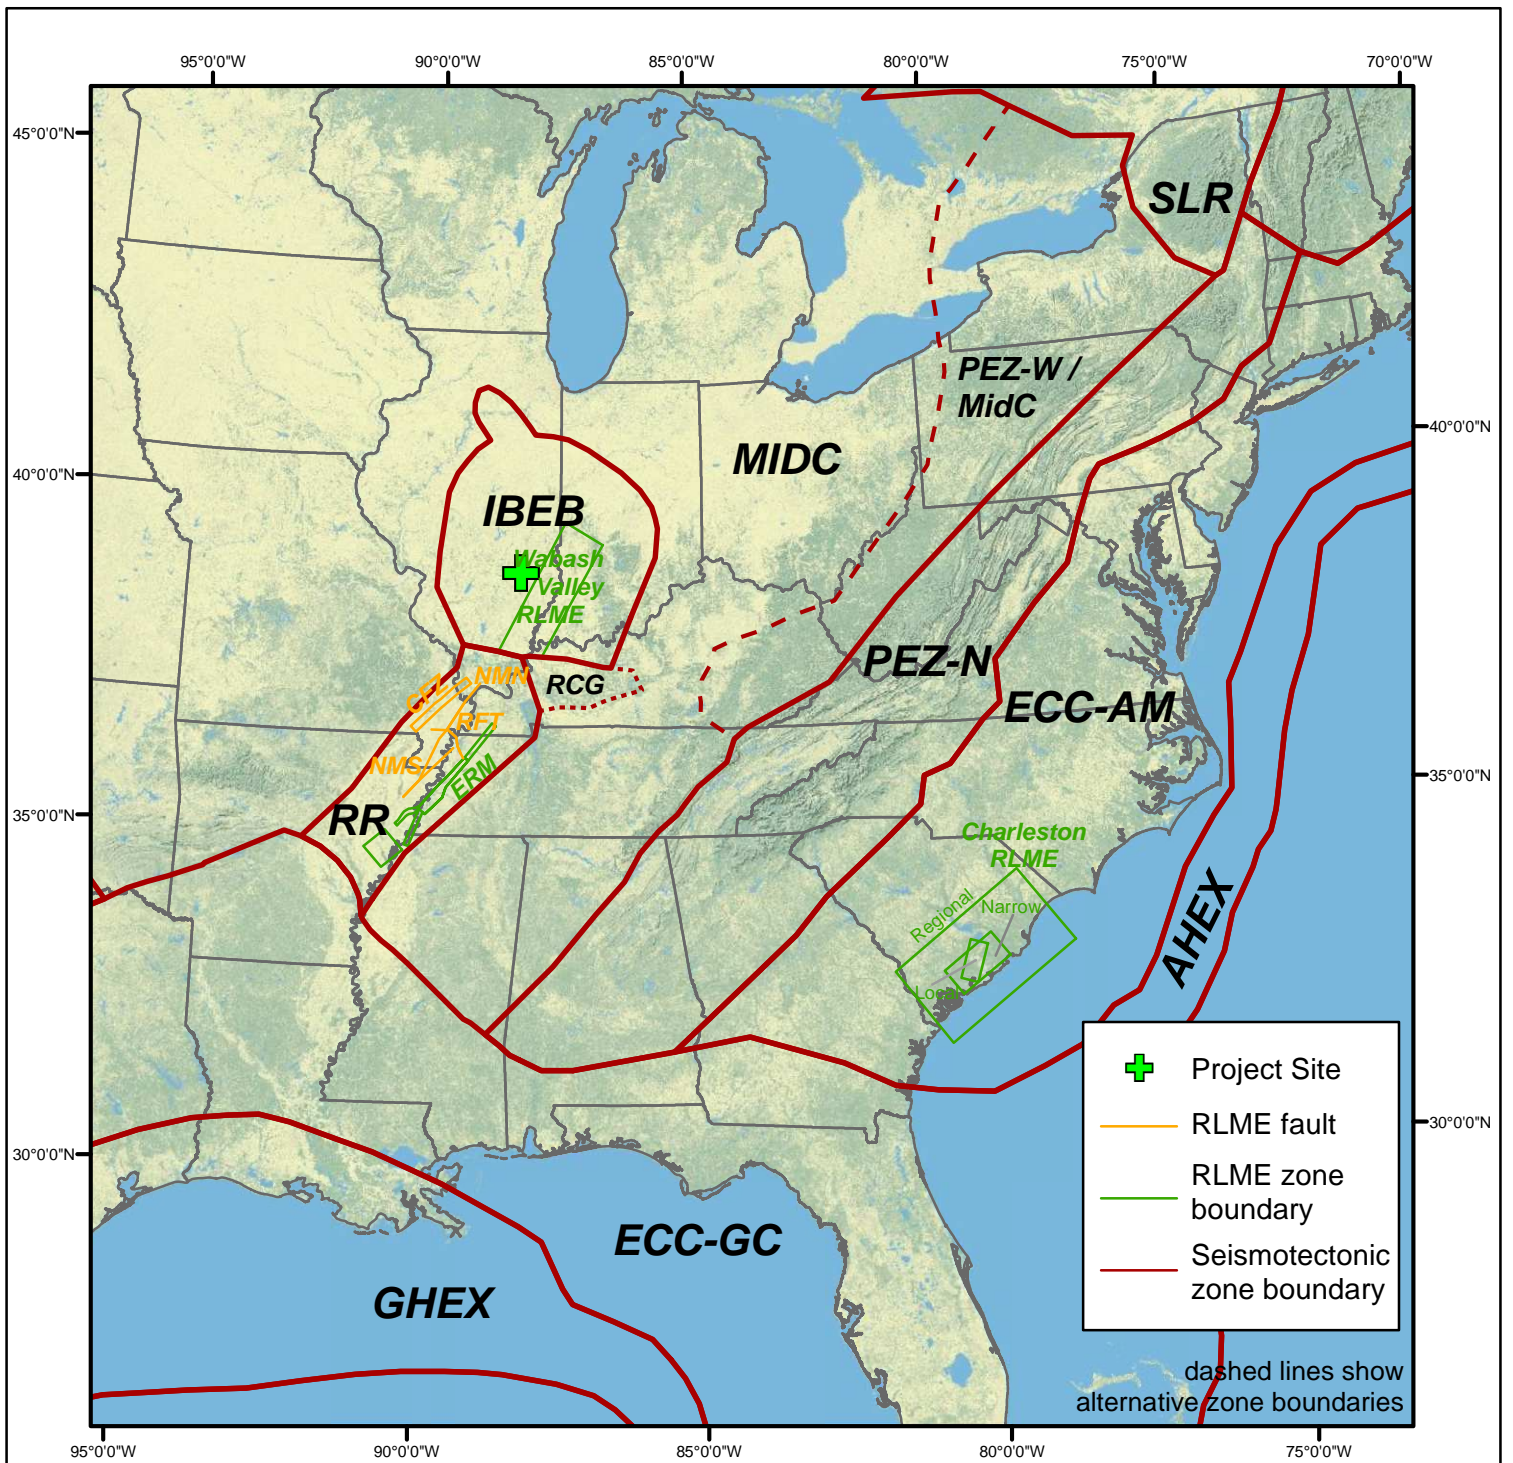 95°0'0"W
90°0'0"W
85°0'0"W
80°0'0"W
75°0'0"W
70°0'0"W
45°0'0"N
SLR
PEZ-W /
MidC
40°0'0"N
MIDC
40°0'0"N
IBEB
Wabash
Valley
RLME
PEZ-N
NMN
RCG
CFZ
ECC-AM
RFT
NMS
ERM
35°0'0"N
35°0'0"N
RR
Charleston
RLME
Regional
Narrow
Local
AHEX
Project Site
RLME fault
RLME zone
boundary
Seismotectonic
zone boundary
30°0'0"N
30°0'0"N
ECC-GC
GHEX
dashed lines show
alternative zone boundaries
95°0'0"W
90°0'0"W
85°0'0"W
80°0'0"W
75°0'0"W